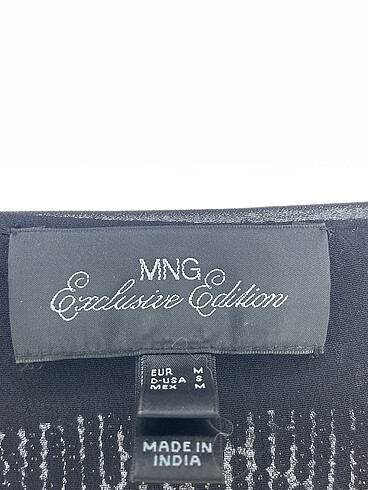 MNG
Exclusive Edition
EUR M
D-USA S
MEX M
MADE IN
INDIA